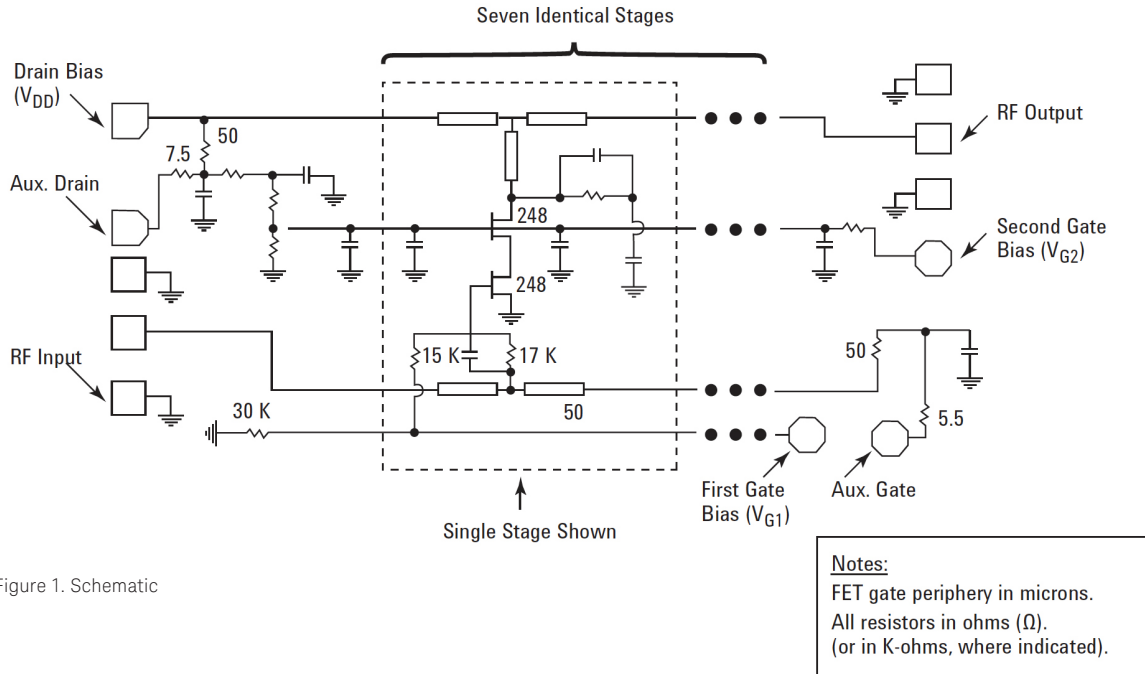 Seven Identical Stages
Drain Bias
(VDD)
50
7.5
Aux. Drain
RF Output
248
Second Gate
Bias (VG2)
248
RF Input
15 K
17 K
50
30 K
50
5.5
First Gate
Bias (VG1)
Aux. Gate
Single Stage Shown
Figure 1. Schematic
Notes:
FET gate periphery in microns.
All resistors in ohms (Ω).
(or in K-ohms, where indicated).